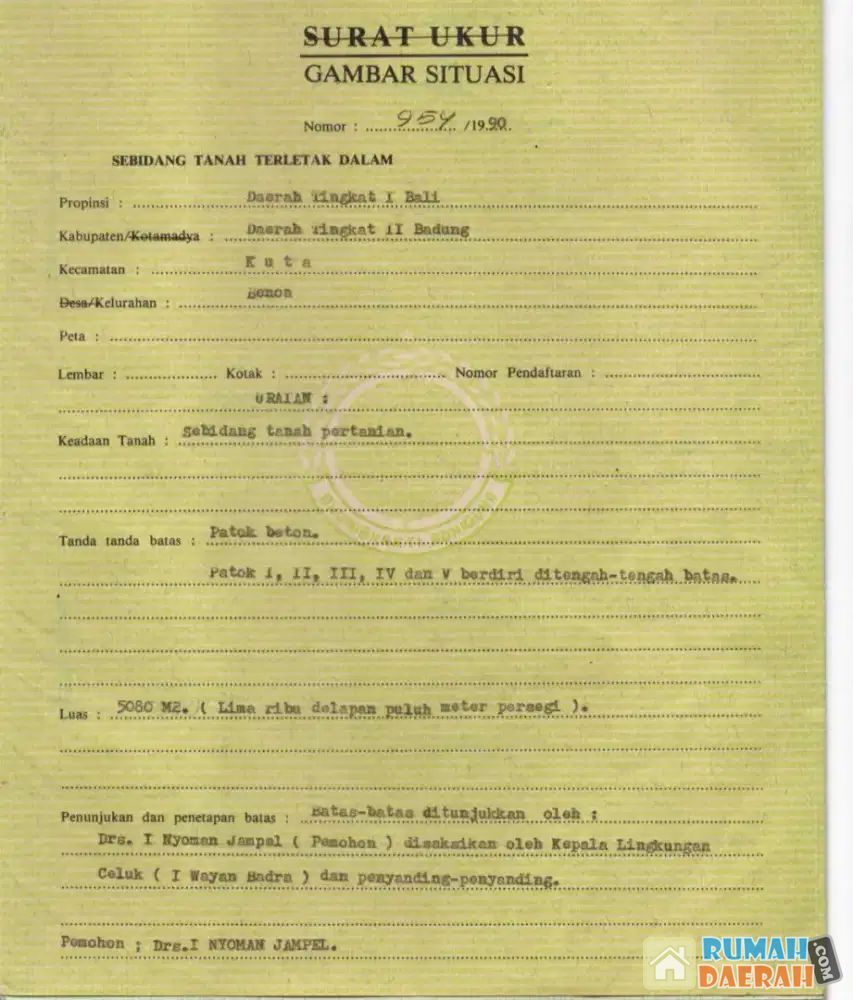 SURAT UKUR
GAMBAR SITUASI
Nomor : 954 /1990.
SEBIDANG TANAH TERLETAK DALAM
Propinsi : Daerah Tingkat I Bali
Kabupaten/Kotamadya : Daerah Tingkat II Badung
Kecamatan : K u t a
Desa/Kelurahan : Benoa
Peta :
Lembar : Kotak : Nomor Pendaftaran :
URAIAN :
Keadaan Tanah : Sebidang tanah pertanian.
Tanda tanda batas : Patok beton.
Patok I, II, III, IV dan V berdiri ditengah-tengah batas.
Luas : 5080 M2. ( Lima ribu delapan puluh meter persegi ).
Penunjukan dan penetapan batas : Batas-batas ditunjukkan oleh :
Drs. I Nyoman Jampel ( Pemohon ) disaksikan oleh Kepala Lingkungan
Celuk ( I Wayan Badra ) dan penyanding-penyanding.
Pemohon ; Drs.I NYOMAN JAMPEL.
RUMAH
DAERAH
.COM